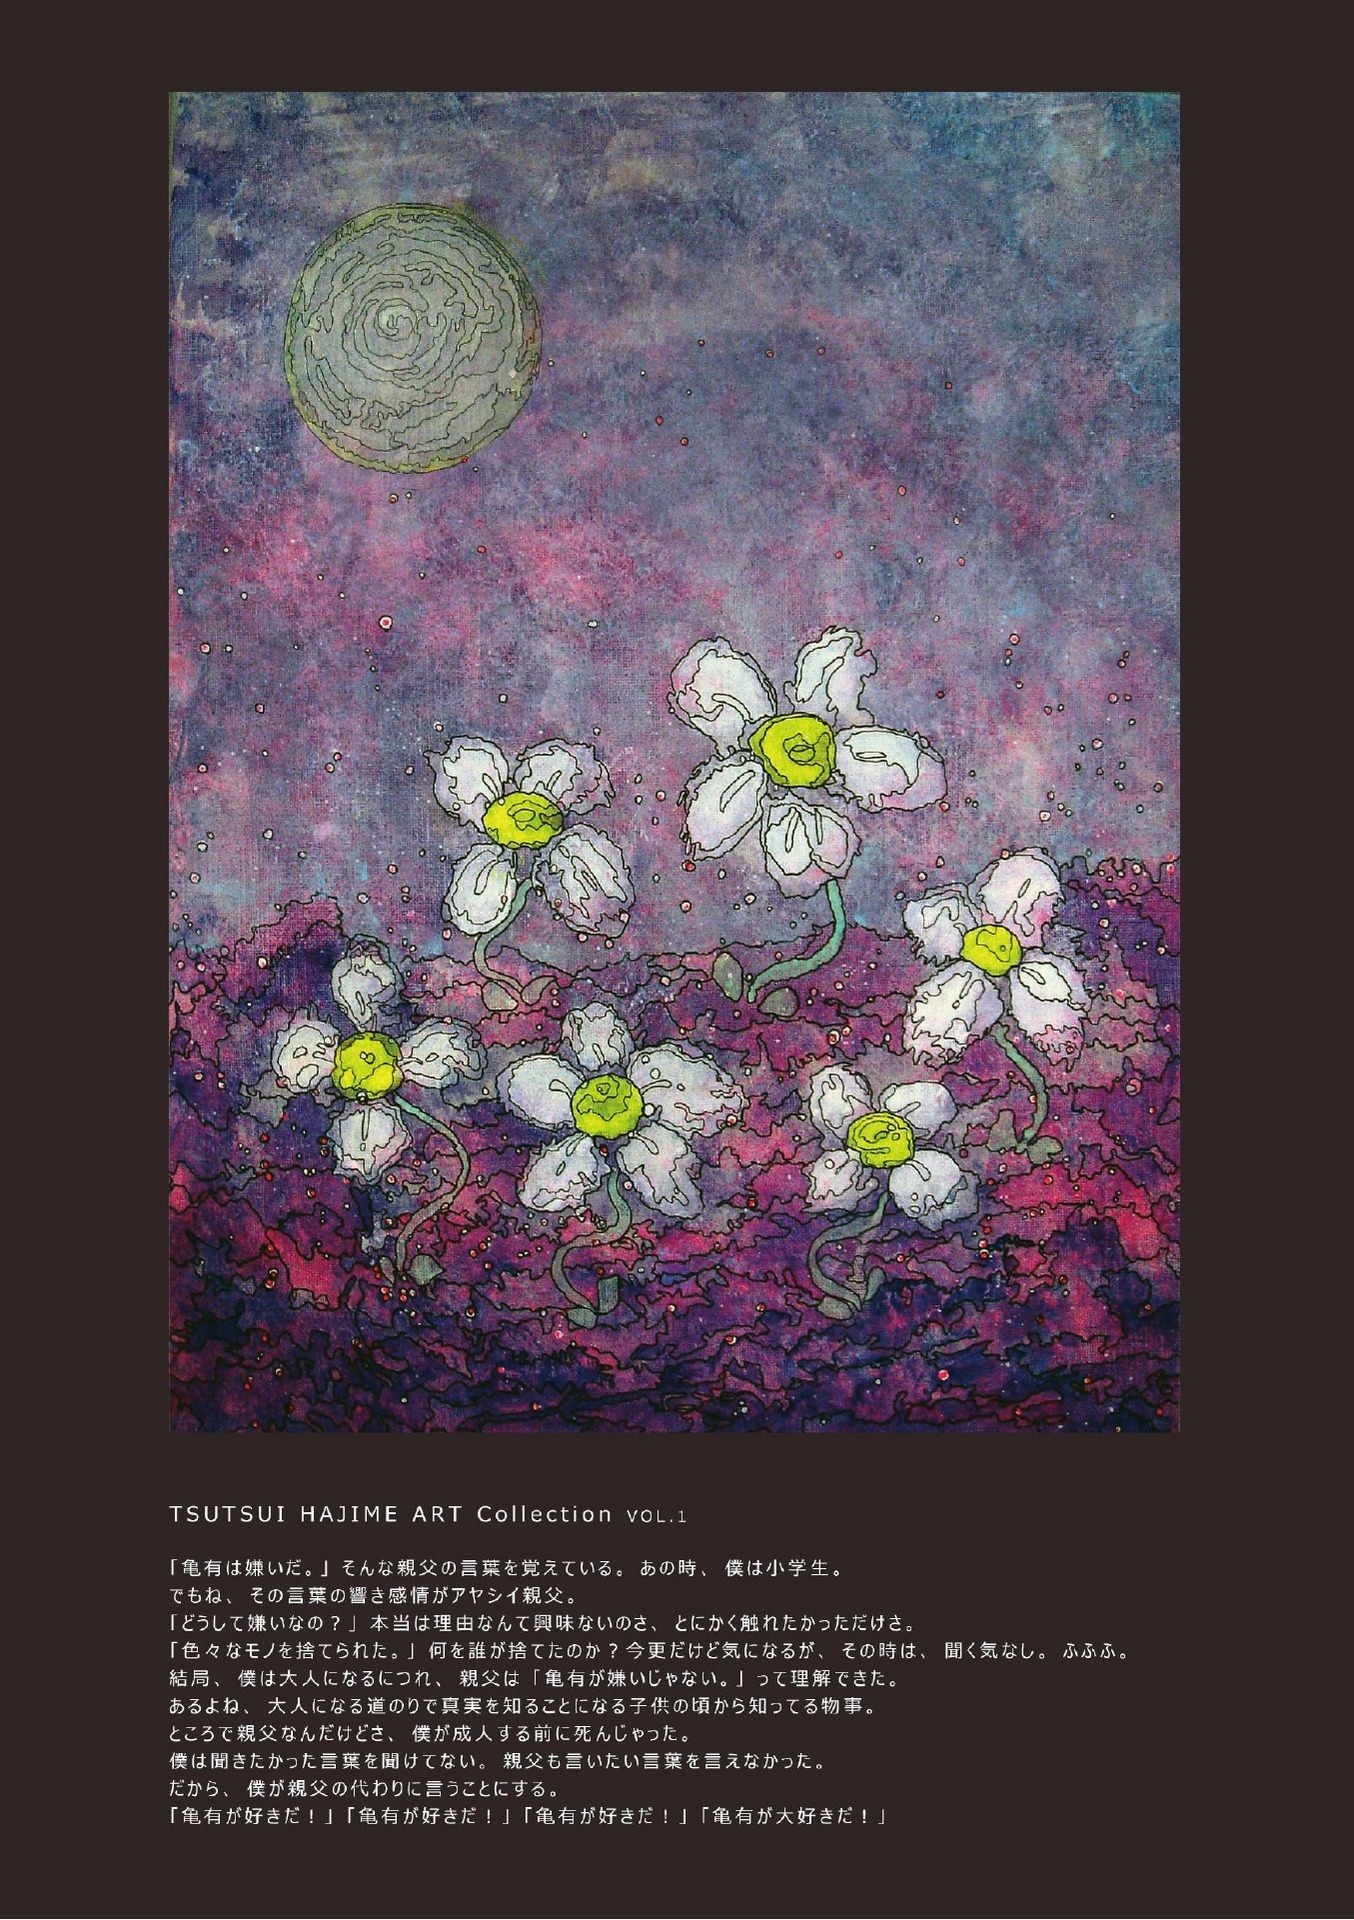 TSUTSUI HAJIME ART Collection VOL.1
「亀有は嫌いだ。」そんな親父の言葉を覚えている。あの時、僕は小学生。
でもね、その言葉の響き感情がアヤシイ親父。
「どうして嫌いなの？」本当は理由なんて興味ないのさ、とにかく触れたかっただけさ。
「色々なモノを捨てられた。」何を誰が捨てたのか？今更だけど気になるが、その時は、聞く気なし。ふふふ。
結局、僕は大人になるにつれ、親父は「亀有が嫌いじゃない。」って理解できた。
あるよね、大人になる道のりで真実を知ることになる子供の頃から知ってる物事。
ところで親父なんだけどさ、僕が成人する前に死んじゃった。
僕は聞きたかった言葉を聞けてない。親父も言いたい言葉を言えなかった。
だから、僕が親父の代わりに言うことにする。
「亀有が好きだ！」「亀有が好きだ！」「亀有が好きだ！」「亀有が大好きだ！」